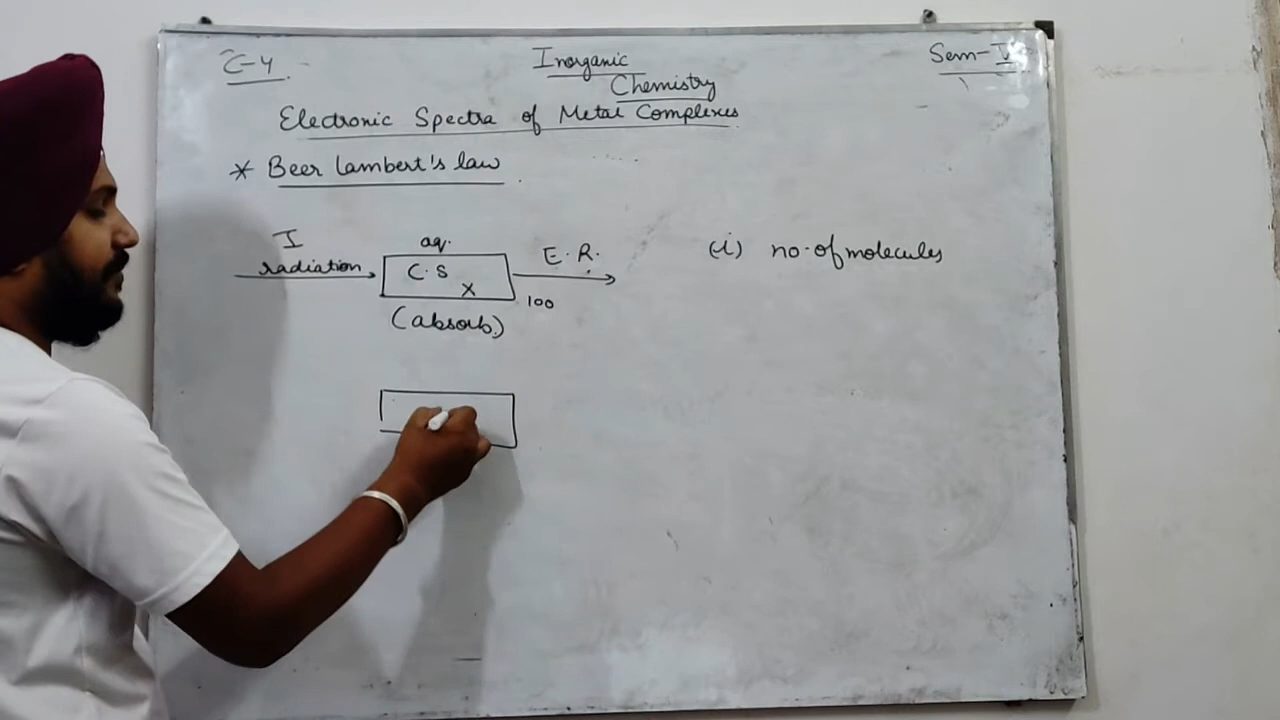 C-4
Inorganic
Chemistry
Sem-V
Electronic Spectra of Metal Complexes
* Beer Lambert's law
I
radiation
aq.
C.S
X
(absorb.)
E.R.
100
(i) no. of molecules